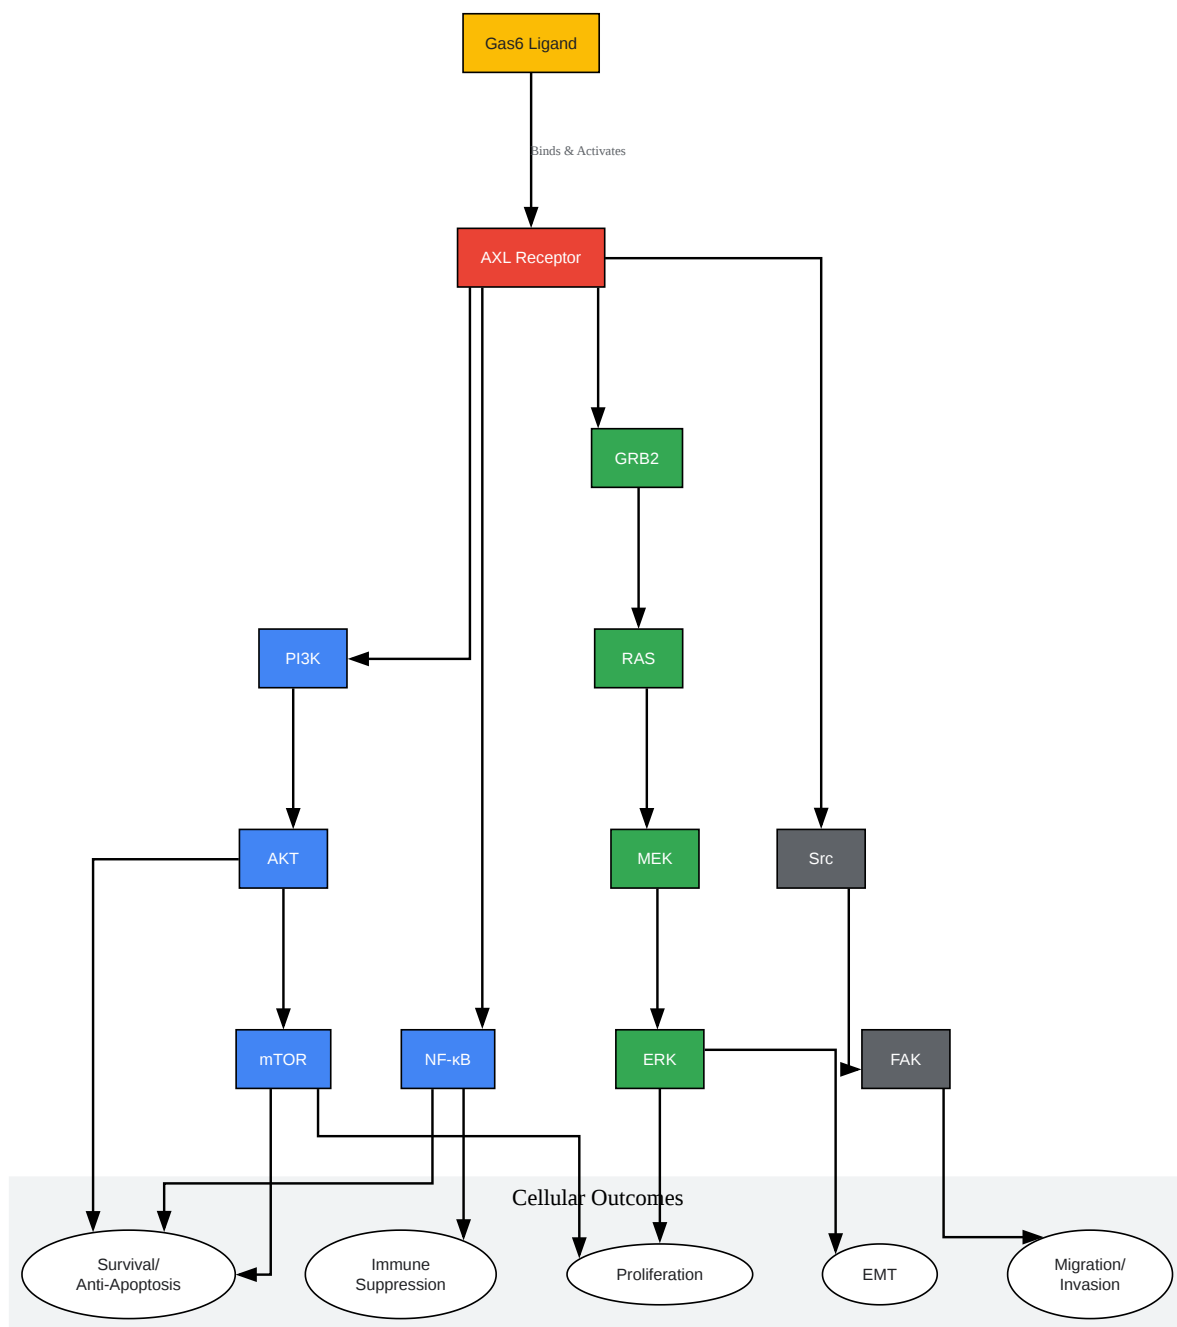 Gas6 Ligand
Binds & Activates
AXL Receptor
GRB2
PI3K
RAS
AKT
MEK
Src
mTOR
NF-κB
ERK
FAK
Cellular Outcomes
Survival/
Anti-Apoptosis
Immune
Suppression
Proliferation
EMT
Migration/
Invasion